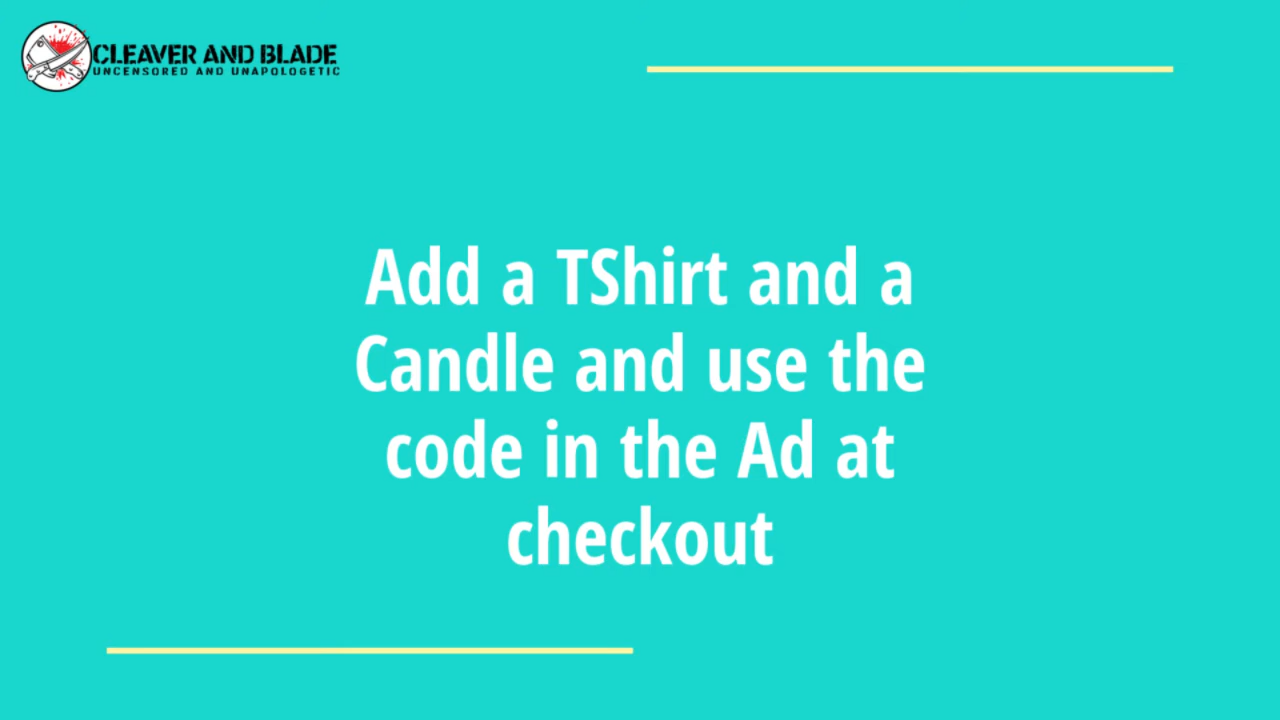 CLEAVER AND BLADE
UNCENSORED AND UNAPOLOGETIC
Add a TShirt and a
Candle and use the
code in the Ad at
checkout